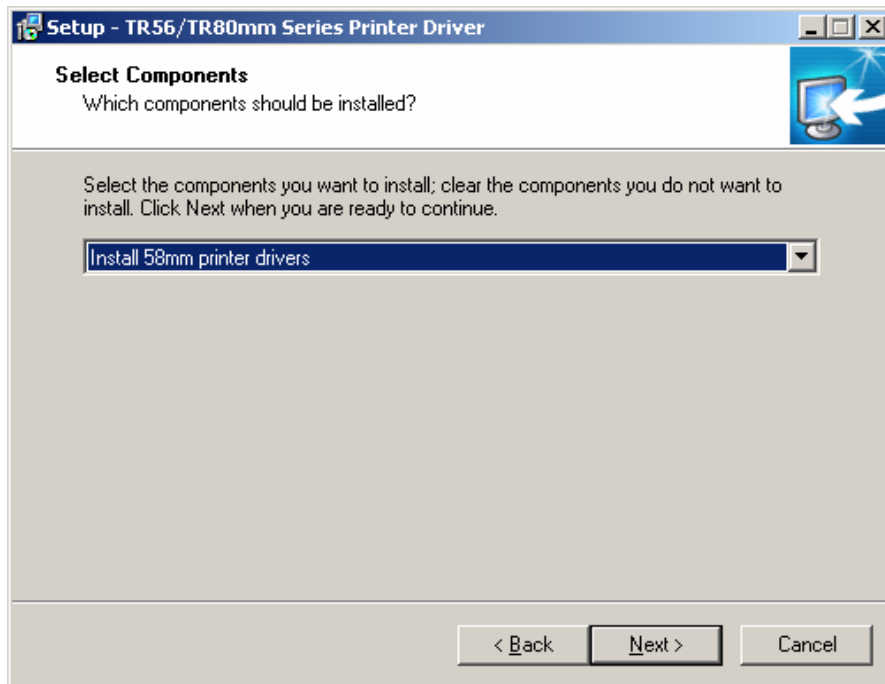 Setup - TR56/TR80mm Series Printer Driver
Select Components
Which components should be installed?
Select the components you want to install; clear the components you do not want to
install. Click Next when you are ready to continue.
Install 58mm printer drivers
< Back
Next >
Cancel